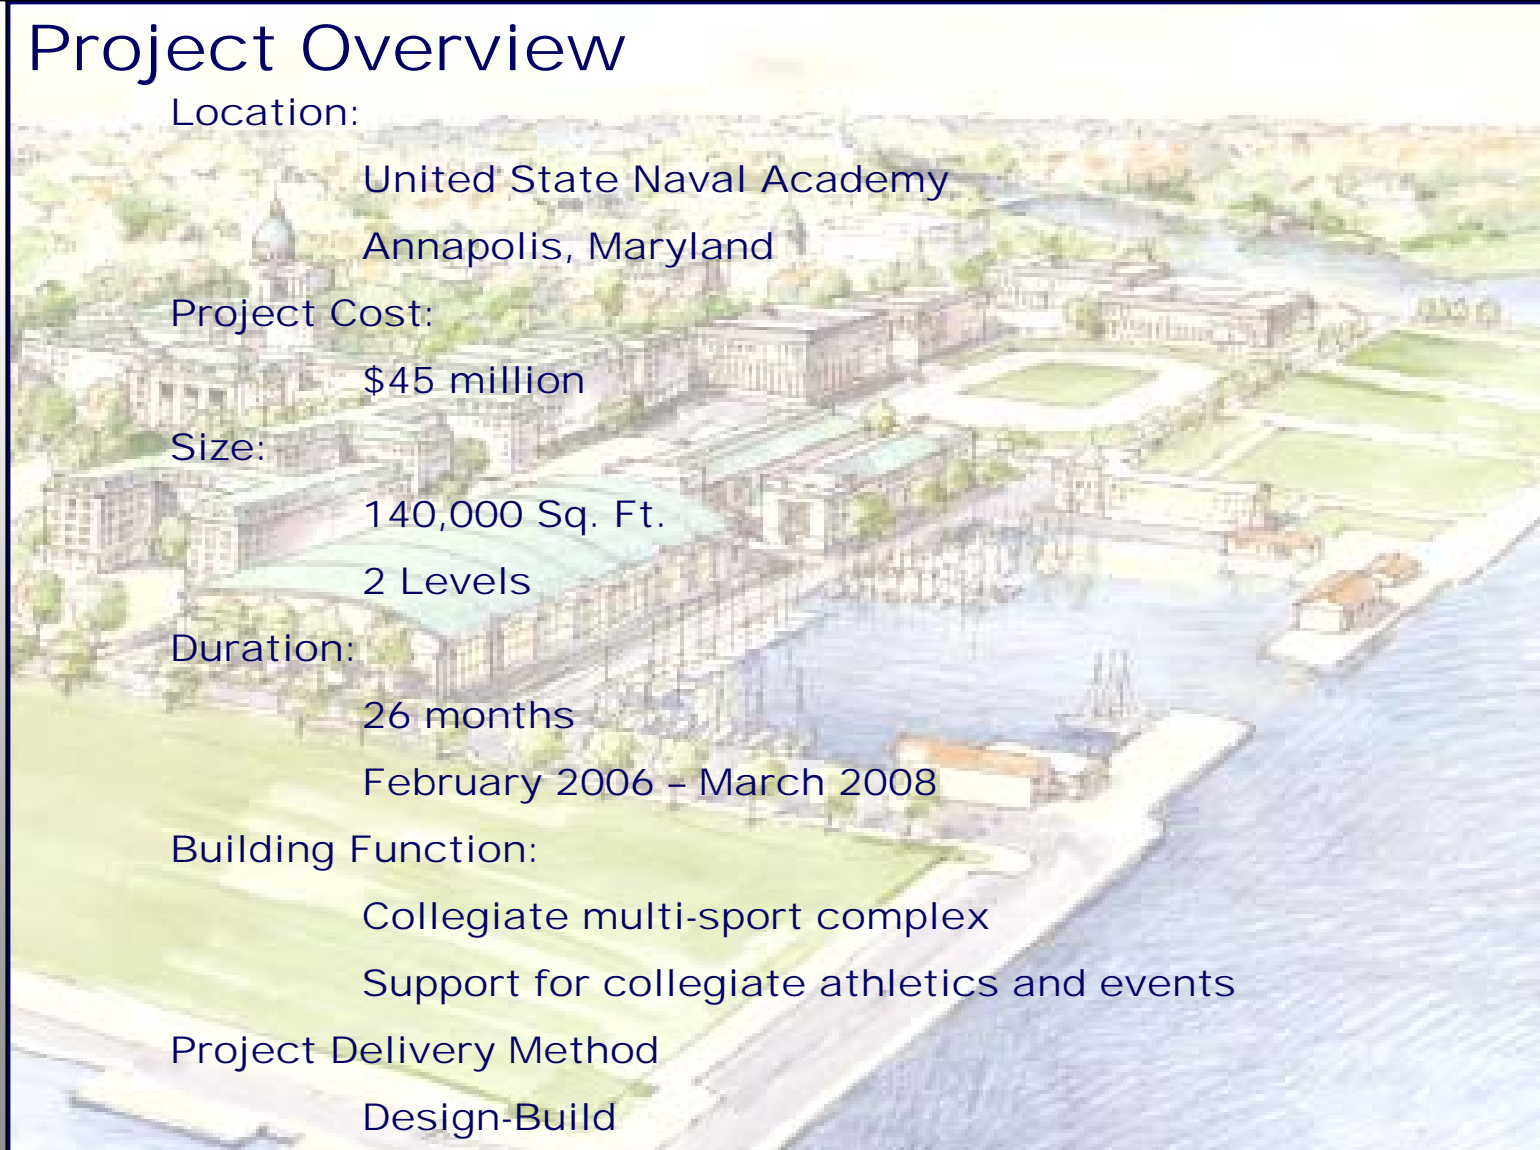 Project Overview
Location:
United State Naval Academy
Annapolis, Maryland
Project Cost:
$45 million
Size:
140,000 Sq. Ft.
2 Levels
Duration:
26 months
February 2006 – March 2008
Building Function:
Collegiate multi-sport complex
Support for collegiate athletics and events
Project Delivery Method
Design-Build